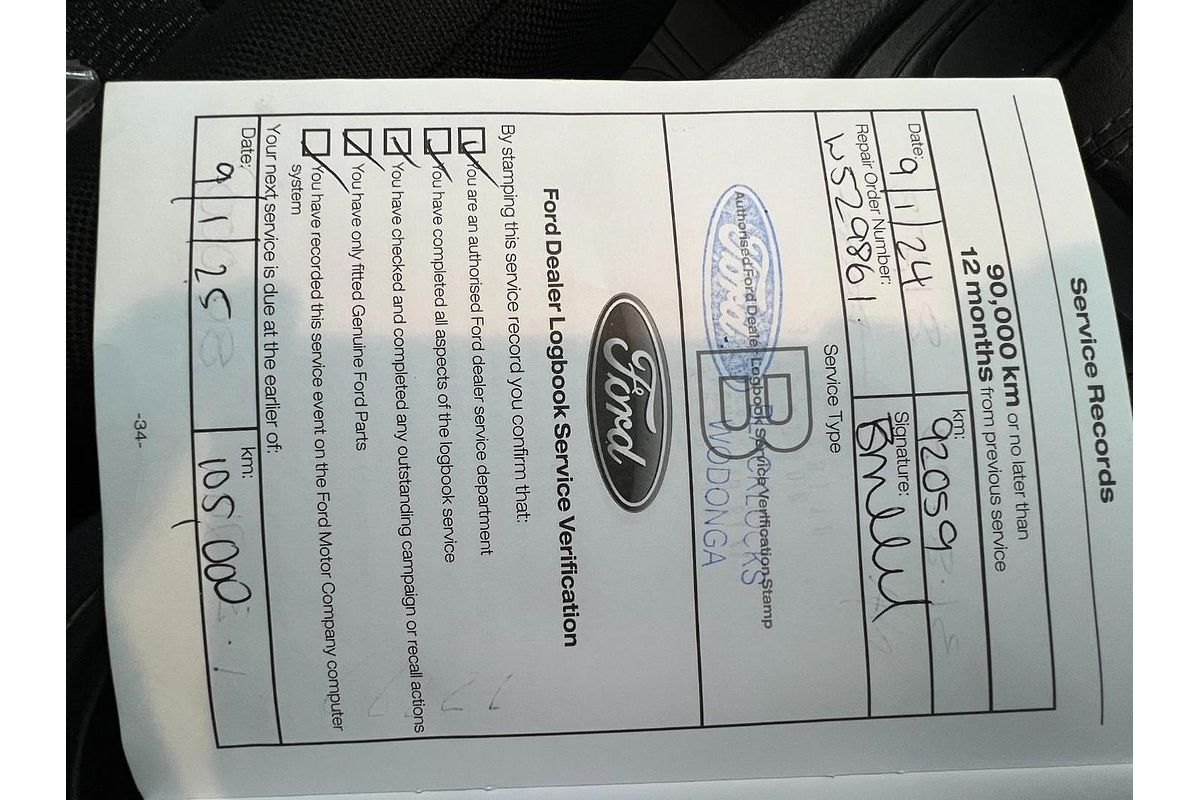 Service Records
90,000 km or no later than
12 months from previous service
Date: 9/1/24 km: 92059
Repair Order Number: Signature:
W52986
Service Type
B
Authorised Ford Dealer Logbook Service Verification Stamp
Ford
BLACKLOCKS
WODONGA
Ford
Ford Dealer Logbook Service Verification
By stamping this service record you confirm that:
You are an authorised Ford dealer service department
You have completed all aspects of the logbook service
You have checked and completed any outstanding campaign or recall actions
You have only fitted Genuine Ford Parts
You have recorded this service event on the Ford Motor Company computer
system
Your next service is due at the earlier of:
Date: 9/1/25 km: 105,000
-34-